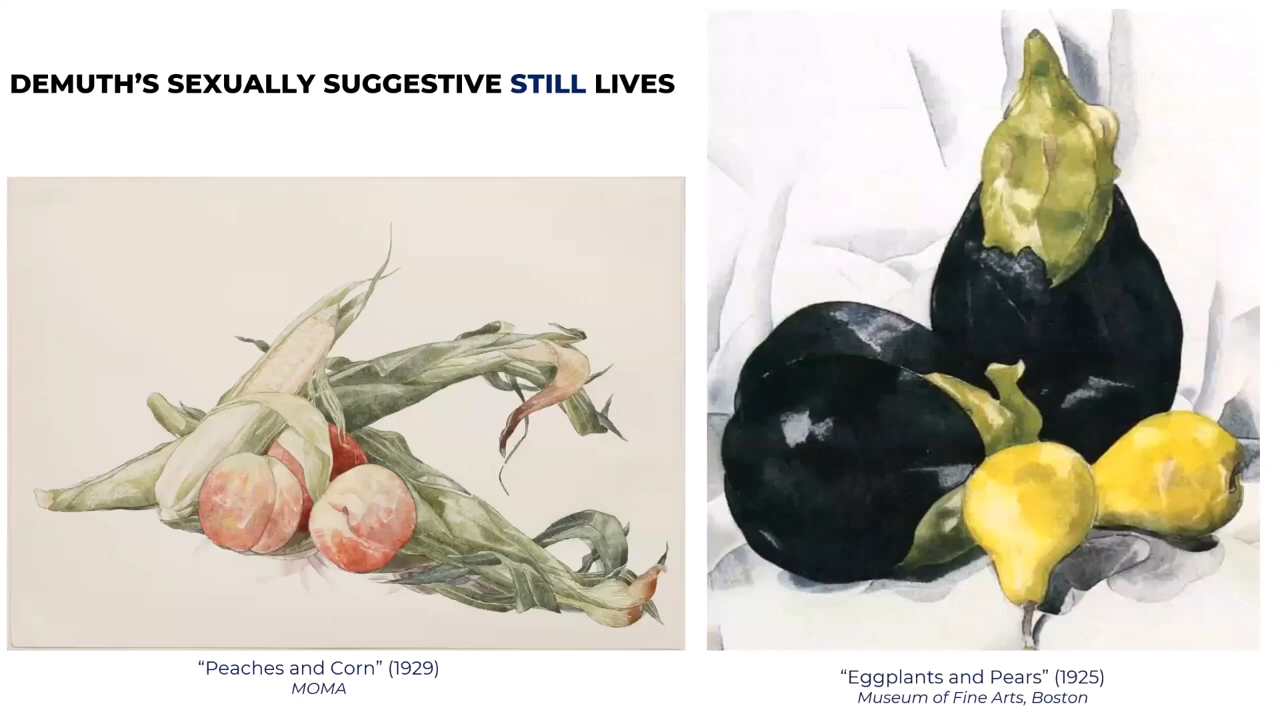 DEMUTH’S SEXUALLY SUGGESTIVE STILL LIVES
“Peaches and Corn” (1929)
MOMA
“Eggplants and Pears” (1925)
Museum of Fine Arts, Boston